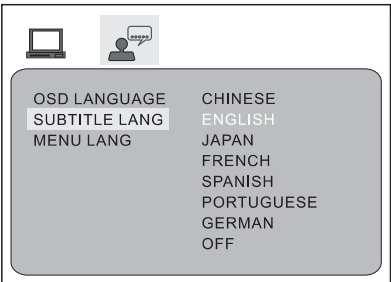 OSD LANGUAGE CHINESE
SUBTITLE LANG ENGLISH
MENU LANG JAPAN
FRENCH
SPANISH
PORTUGUESE
GERMAN
OFF